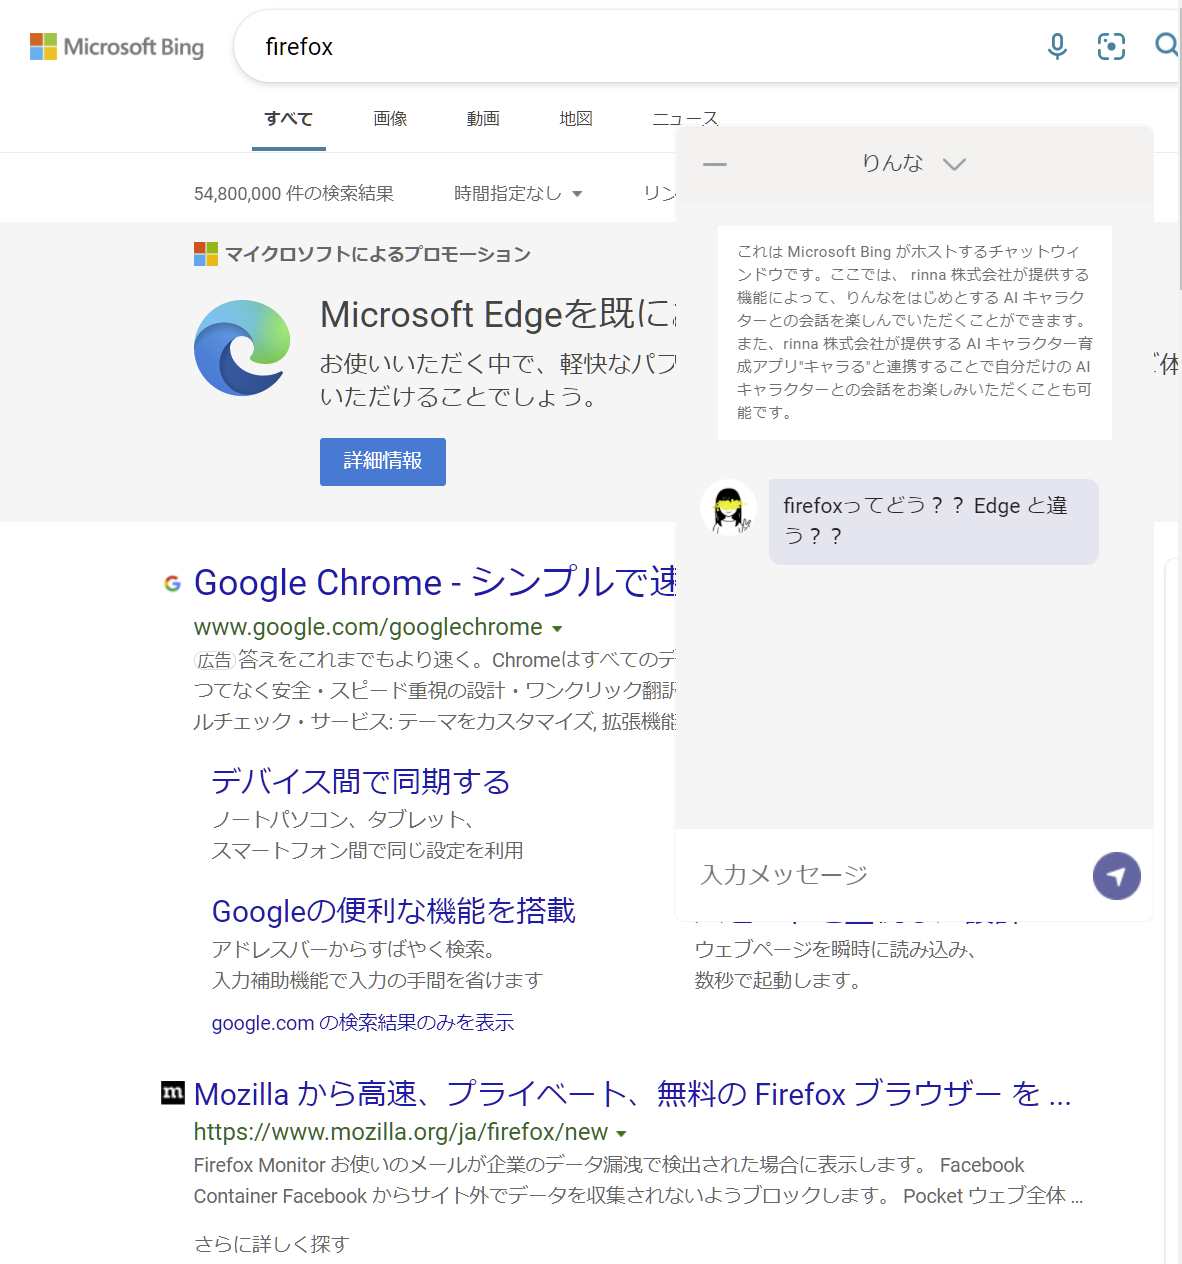 Microsoft Bing
firefox
すべて 画像 動画 地図 ニュース
54,800,000 件の検索結果 時間指定なし リン
マイクロソフトによるプロモーション
Microsoft Edgeを既に
お使いいただく中で、軽快なパフ
いただけることでしょう。
詳細情報
Google Chrome - シンプルで速
www.google.com/googlechrome
広告 答えをこれまでもより速く。Chromeはすべてのデ
つてなく安全・スピード重視の設計・ワンクリック翻訳
ルチェック・サービス: テーマをカスタマイズ, 拡張機能
デバイス間で同期する
ノートパソコン、タブレット、
スマートフォン間で同じ設定を利用
Googleの便利な機能を搭載
アドレスバーからすばやく検索。
入力補助機能で入力の手間を省けます
ウェブページを瞬時に読み込み、
数秒で起動します。
google.com の検索結果のみを表示
Mozilla から高速、プライベート、無料の Firefox ブラウザー を ...
https://www.mozilla.org/ja/firefox/new
Firefox Monitor お使いのメールが企業のデータ漏洩で検出された場合に表示します。 Facebook
Container Facebook からサイト外でデータを収集されないようブロックします。 Pocket ウェブ全体 ...
さらに詳しく探す
りんな
これは Microsoft Bing がホストするチャットウィ
ンドウです。ここでは、 rinna 株式会社が提供する
機能によって、りんなをはじめとする AI キャラク
ターとの会話を楽しんでいただくことができます。
また、rinna 株式会社が提供する AI キャラクター育
成アプリ"キャラる"と連携することで自分だけの AI
キャラクターとの会話をお楽しみいただくことも可
能です。
firefoxってどう？？ Edge と違
う？？
入力メッセージ